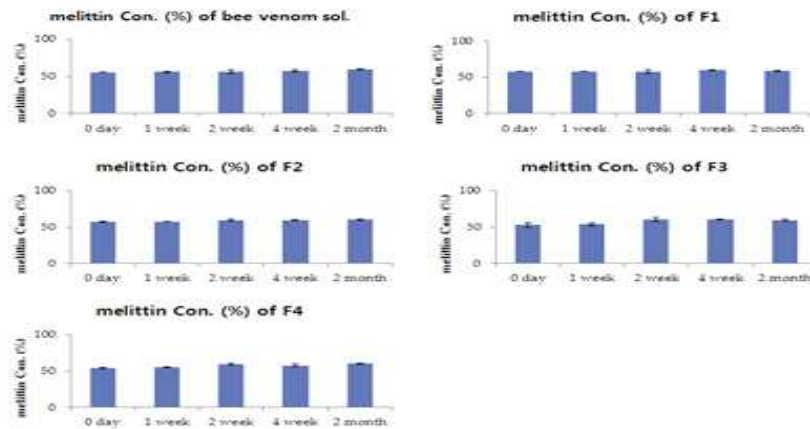 melittin Con. (%) of bee venom sol.
melittin Con. (%)
100
50
0
0 day 1 week 2 week 4 week 2 month
melittin Con. (%) of F1
melittin Con. (%)
100
50
0
0 day 1 week 2 week 4 week 2 month
melittin Con. (%) of F2
melittin Con. (%)
100
50
0
0 day 1 week 2 week 4 week 2 month
melittin Con. (%) of F3
melittin Con. (%)
100
50
0
0 day 1 week 2 week 4 week 2 month
melittin Con. (%) of F4
melittin Con. (%)
100
50
0
0 day 1 week 2 week 4 week 2 month